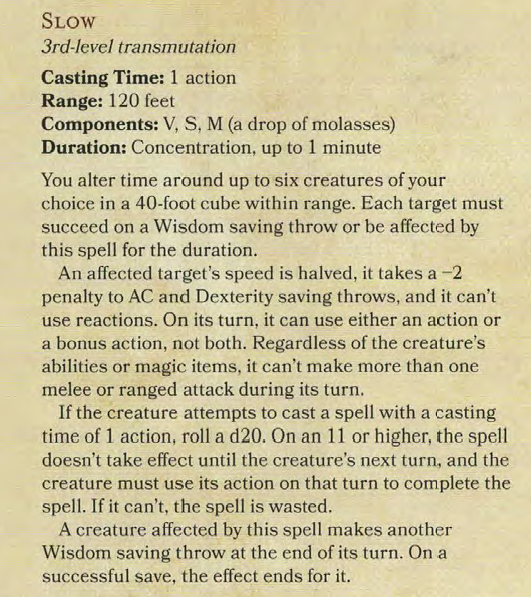 SLOW
3rd-level transmutation
Casting Time: 1 action
Range: 120 feet
Components: V, S, M (a drop of molasses)
Duration: Concentration, up to 1 minute
You alter time around up to six creatures of your
choice in a 40-foot cube within range. Each target must
succeed on a Wisdom saving throw or be affected by
this spell for the duration.
An affected target's speed is halved, it takes a −2
penalty to AC and Dexterity saving throws, and it can't
use reactions. On its turn, it can use either an action or
a bonus action, not both. Regardless of the creature's
abilities or magic items, it can't make more than one
melee or ranged attack during its turn.
If the creature attempts to cast a spell with a casting
time of 1 action, roll a d20. On an 11 or higher, the spell
doesn't take effect until the creature's next turn, and the
creature must use its action on that turn to complete the
spell. If it can't, the spell is wasted.
A creature affected by this spell makes another
Wisdom saving throw at the end of its turn. On a
successful save, the effect ends for it.